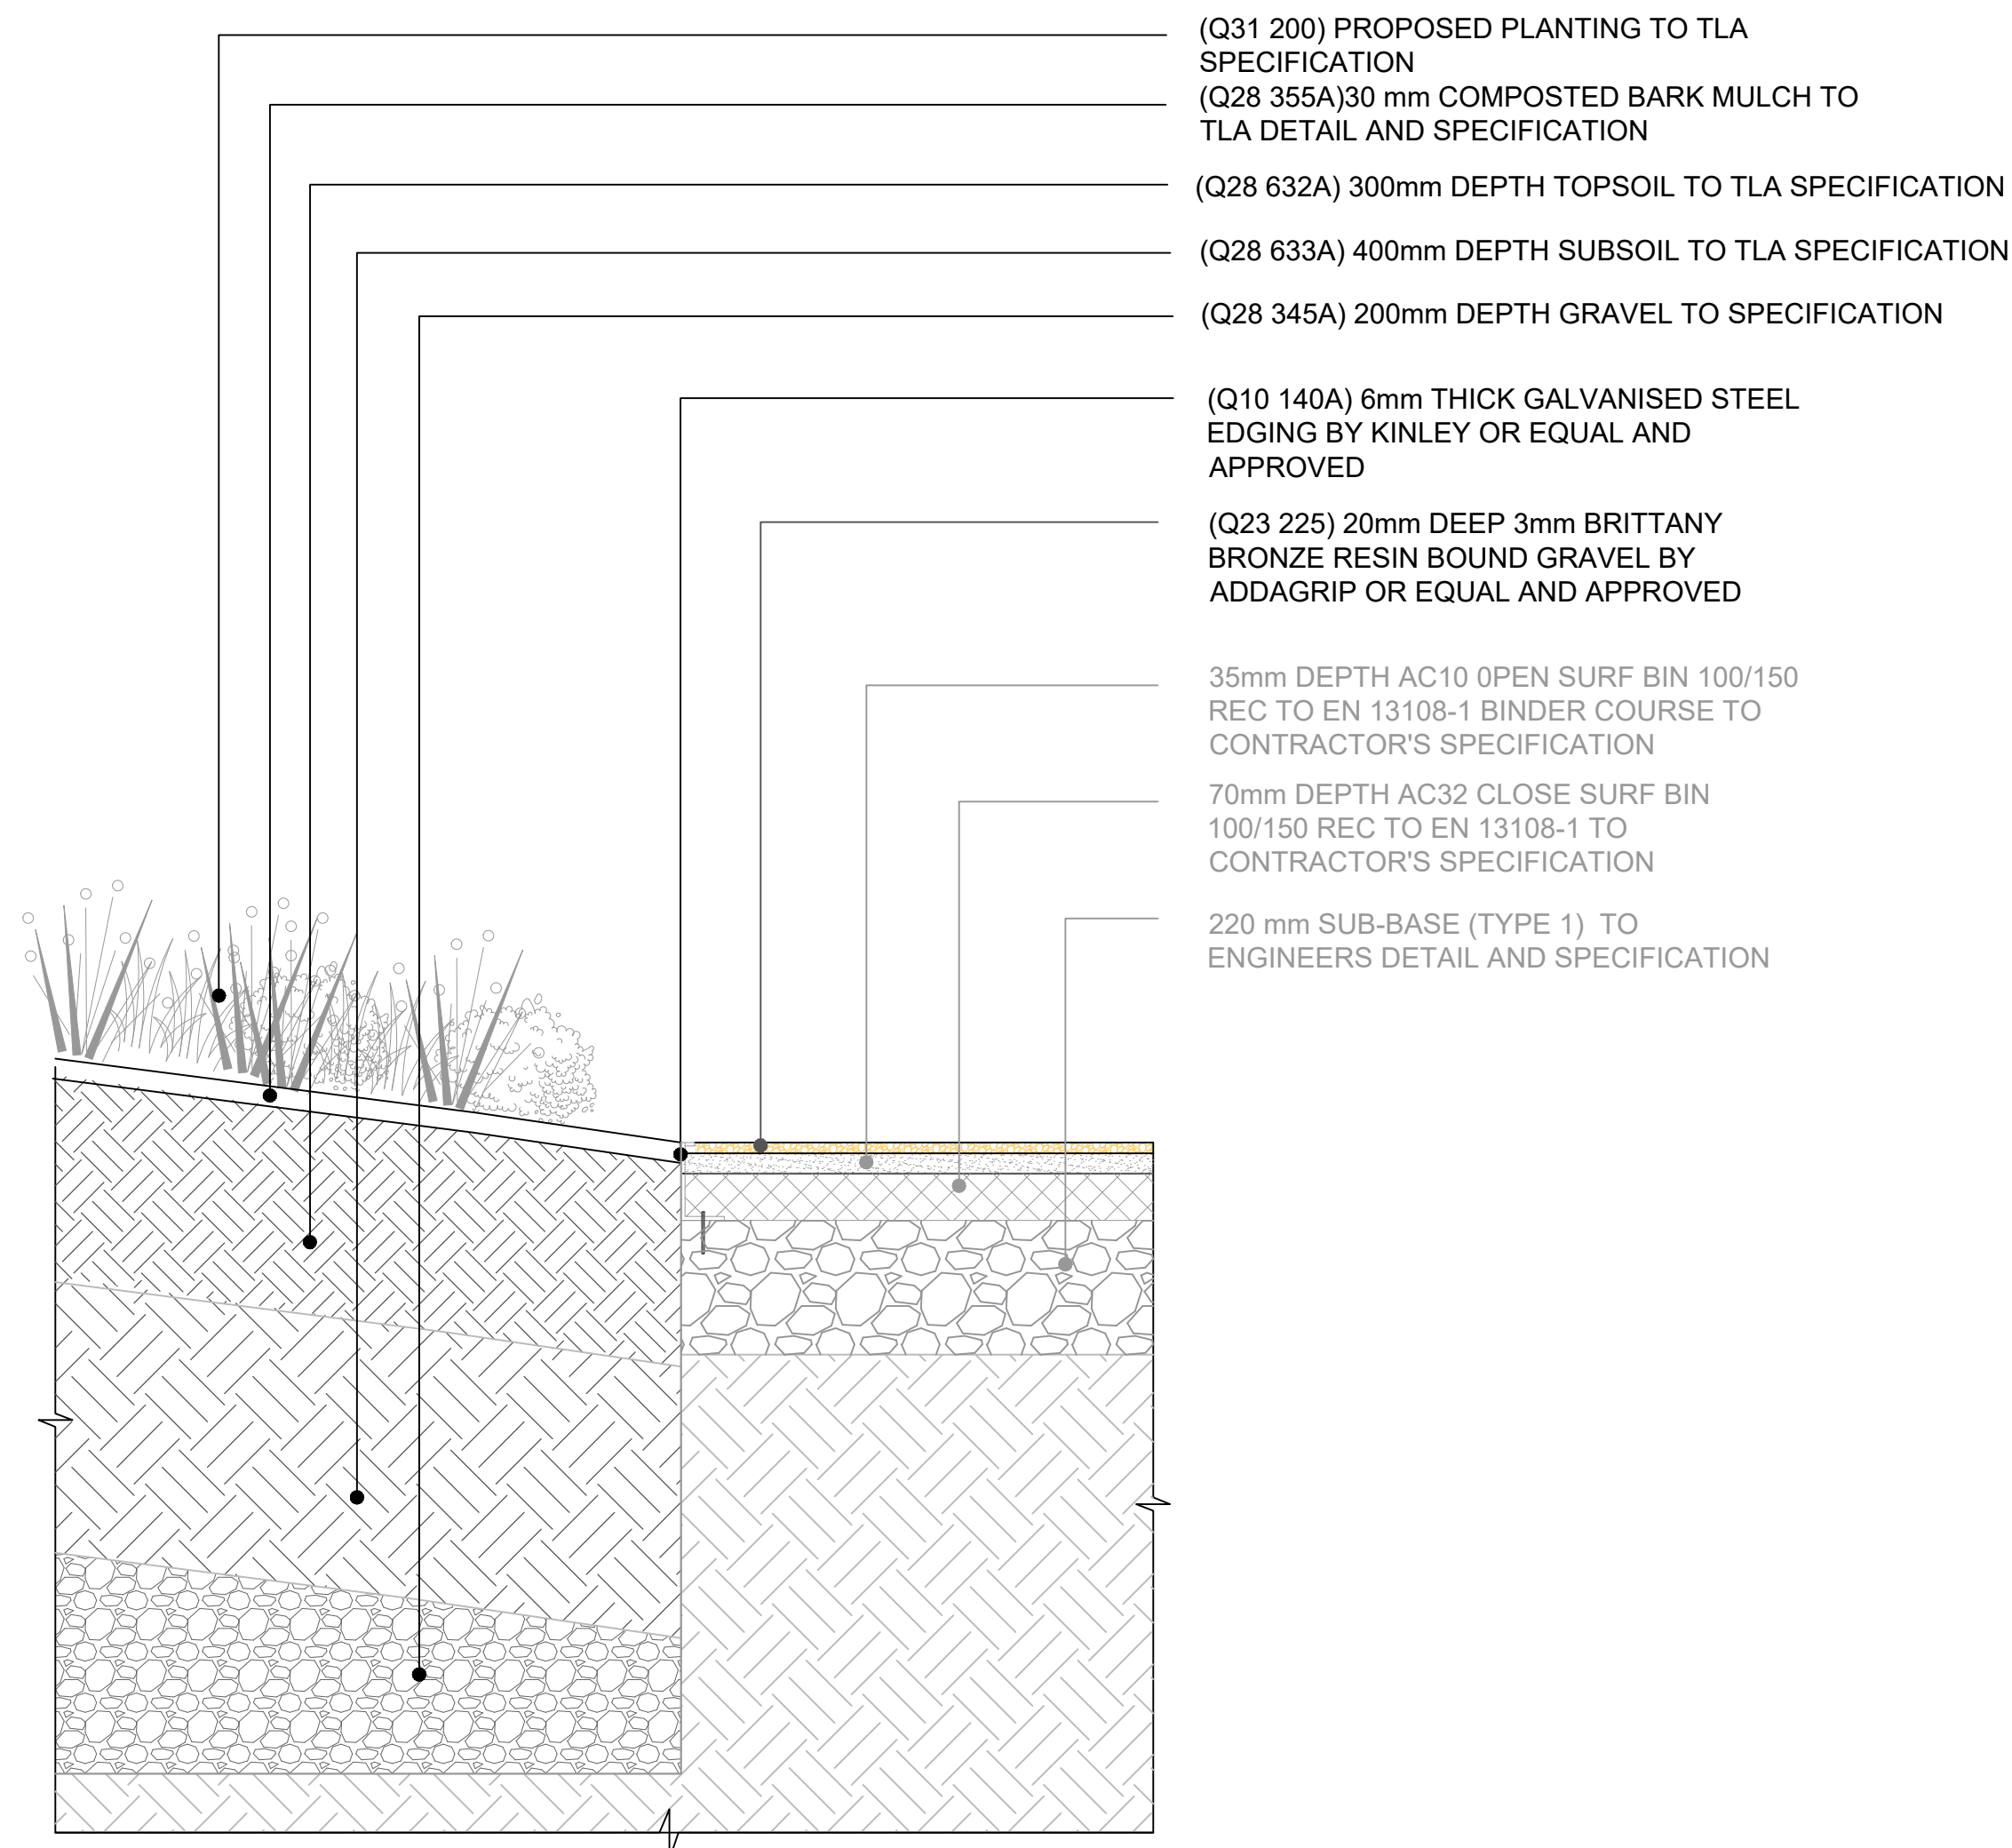 (Q31 200) PROPOSED PLANTING TO TLA
SPECIFICATION
(Q28 355A)30 mm COMPOSTED BARK MULCH TO
TLA DETAIL AND SPECIFICATION
(Q28 632A) 300mm DEPTH TOPSOIL TO TLA SPECIFICATION
(Q28 633A) 400mm DEPTH SUBSOIL TO TLA SPECIFICATION
(Q28 345A) 200mm DEPTH GRAVEL TO SPECIFICATION
(Q10 140A) 6mm THICK GALVANISED STEEL
EDGING BY KINLEY OR EQUAL AND
APPROVED
(Q23 225) 20mm DEEP 3mm BRITTANY
BRONZE RESIN BOUND GRAVEL BY
ADDAGRIP OR EQUAL AND APPROVED
35mm DEPTH AC10 0PEN SURF BIN 100/150
REC TO EN 13108-1 BINDER COURSE TO
CONTRACTOR'S SPECIFICATION
70mm DEPTH AC32 CLOSE SURF BIN
100/150 REC TO EN 13108-1 TO
CONTRACTOR'S SPECIFICATION
220 mm SUB-BASE (TYPE 1)  TO
ENGINEERS DETAIL AND SPECIFICATION